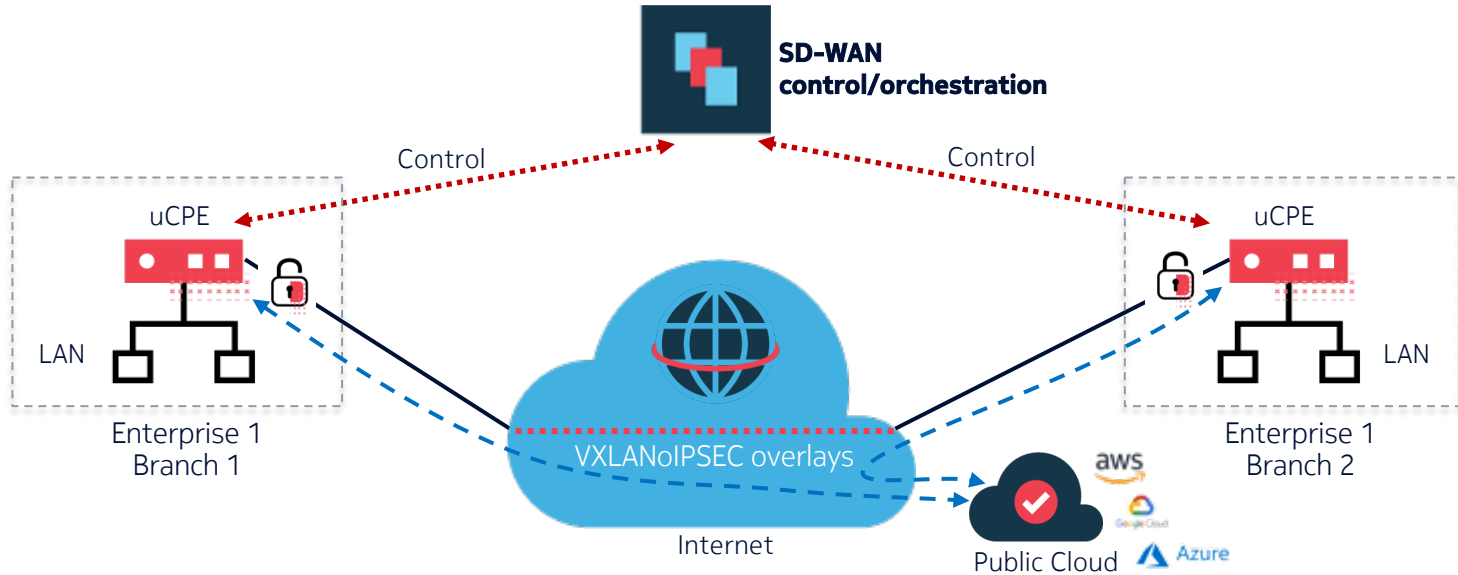 SD-WAN
control/orchestration
Control
Control
uCPE
uCPE
LAN
LAN
Enterprise 1
Branch 1
Enterprise 1
Branch 2
VXLANoIPSEC overlays
aws
Google Cloud
Internet
Public Cloud
Azure